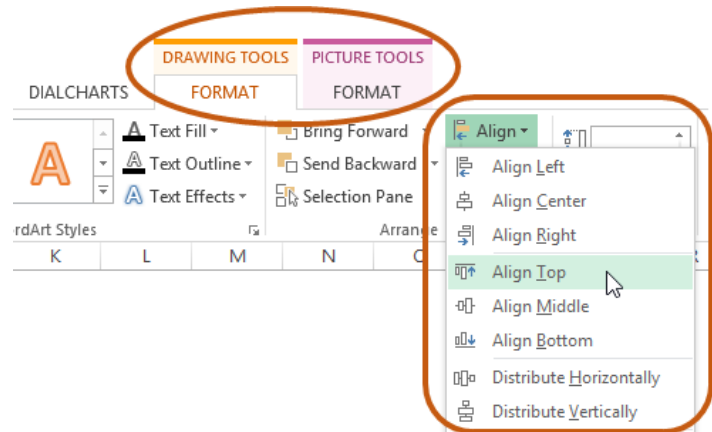 DRAWING TOOLS PICTURE TOOLS
DIALCHARTS FORMAT FORMAT
A Text Fill Bring Forward Align
A A Text Outline Send Backward
A Text Effects Selection Pane
rdArt Styles Arrange
K L M N
Align Left
Align Center
Align Right
Align Top
Align Middle
Align Bottom
Distribute Horizontally
Distribute Vertically